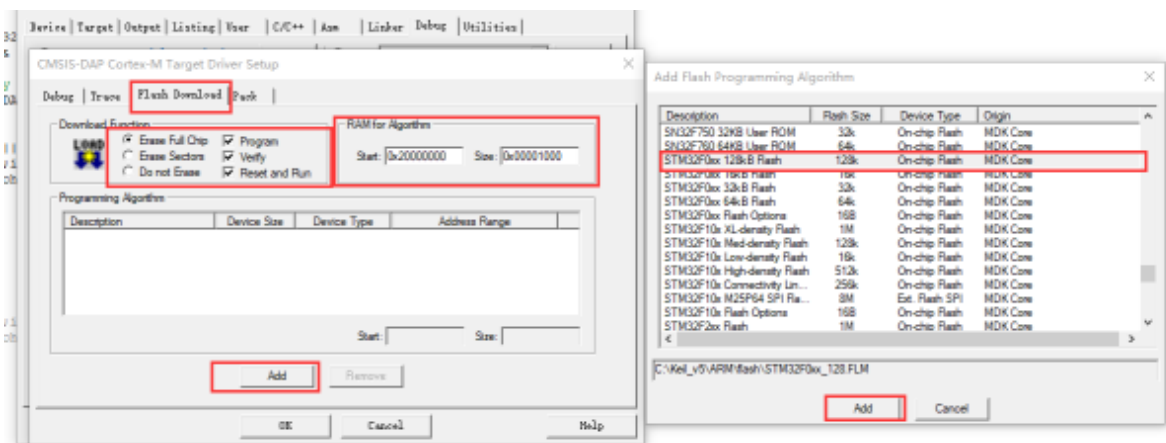 Device | Target | Output | Listing | User | C/C++ | Asm | Linker Debug | Utilities |
CMSIS-DAP Cortex-M Target Driver Setup
Debug | Trace Flash Download Pack |
Download Function
LOAD
Erase Full Chip Program
Erase Sectors Verify
Do not Erase Reset and Run
RAM for Algorithm
Start: 0x20000000 Size: 0x00001000
Programming Algorithm
Description Device Size Device Type Address Range
Start: Size:
Add Remove
OK Cancel Help
Add Flash Programming Algorithm
Description Flash Size Device Type Origin
SN32F750 32KB User ROM 32k On-chip Flash MDK Core
SN32F760 64KB User ROM 64k On-chip Flash MDK Core
STM32F0xx 128kB Flash 128k On-chip Flash MDK Core
STM32F0xx 16kB Flash 16k On-chip Flash MDK Core
STM32F0xx 32kB Flash 32k On-chip Flash MDK Core
STM32F0xx 64kB Flash 64k On-chip Flash MDK Core
STM32F0xx Flash Options 16B On-chip Flash MDK Core
STM32F10x XL-density Flash 1M On-chip Flash MDK Core
STM32F10x Med-density Flash 128k On-chip Flash MDK Core
STM32F10x Low-density Flash 16k On-chip Flash MDK Core
STM32F10x High-density Flash 512k On-chip Flash MDK Core
STM32F10x Connectivity Lin... 256k On-chip Flash MDK Core
STM32F10x M25P64 SPI Fla... 8M Ext. Flash SPI MDK Core
STM32F10x Flash Options 16B On-chip Flash MDK Core
STM32F2xx Flash 1M On-chip Flash MDK Core
C:\Keil_v5\ARM\flash\STM32F0xx_128.FLM
Add Cancel